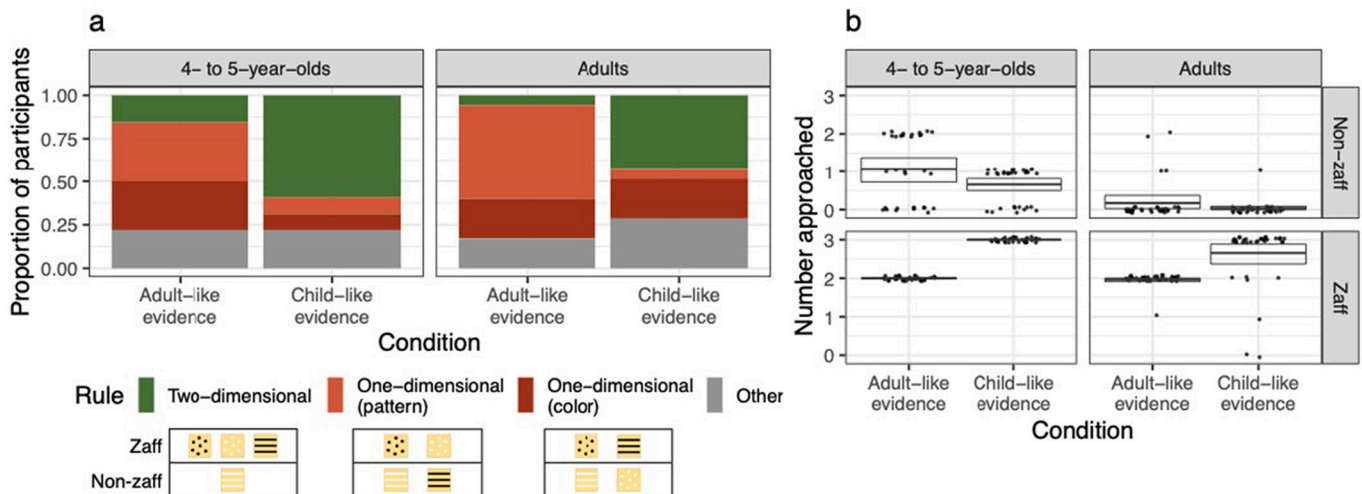 a
4- to 5-year-olds
Adults
Proportion of participants
1.00
0.75
0.50
0.25
0.00
Adult-like
evidence
Child-like
evidence
Adult-like
evidence
Child-like
evidence
Condition
Rule
Two-dimensional
One-dimensional
(pattern)
One-dimensional
(color)
Other
Zaff
Non-zaff
b
4- to 5-year-olds
Adults
Number approached
3
2
1
0
Non-zaff
3
2
1
0
Zaff
Adult-like
evidence
Child-like
evidence
Adult-like
evidence
Child-like
evidence
Condition